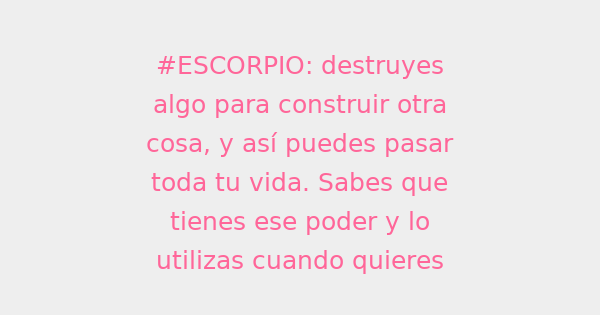 #ESCORPIO: destruyes
algo para construir otra
cosa, y así puedes pasar
toda tu vida. Sabes que
tienes ese poder y lo
utilizas cuando quieres